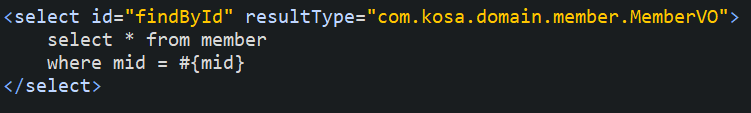 <select id="findById" resultType="com.kosa.domain.member.MemberVO">
    select * from member
    where mid = #{mid}
</select>